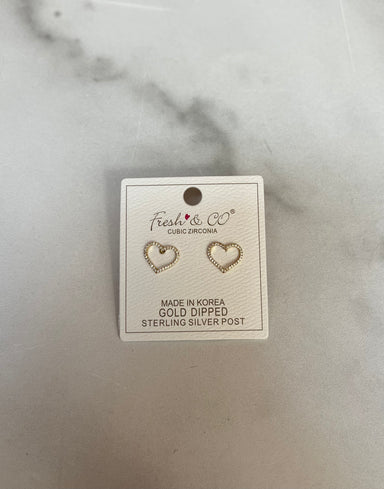 Fresh & CO®
CUBIC ZIRCONIA
MADE IN KOREA
GOLD DIPPED
STERLING SILVER POST